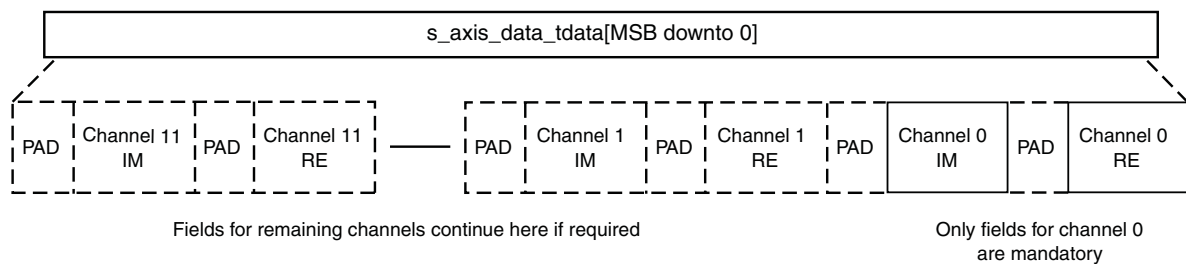 s_axis_data_tdata[MSB downto 0]
PAD
Channel 11
IM
PAD
Channel 11
RE
PAD
Channel 1
IM
PAD
Channel 1
RE
PAD
Channel 0
IM
PAD
Channel 0
RE
Fields for remaining channels continue here if required
Only fields for channel 0
are mandatory